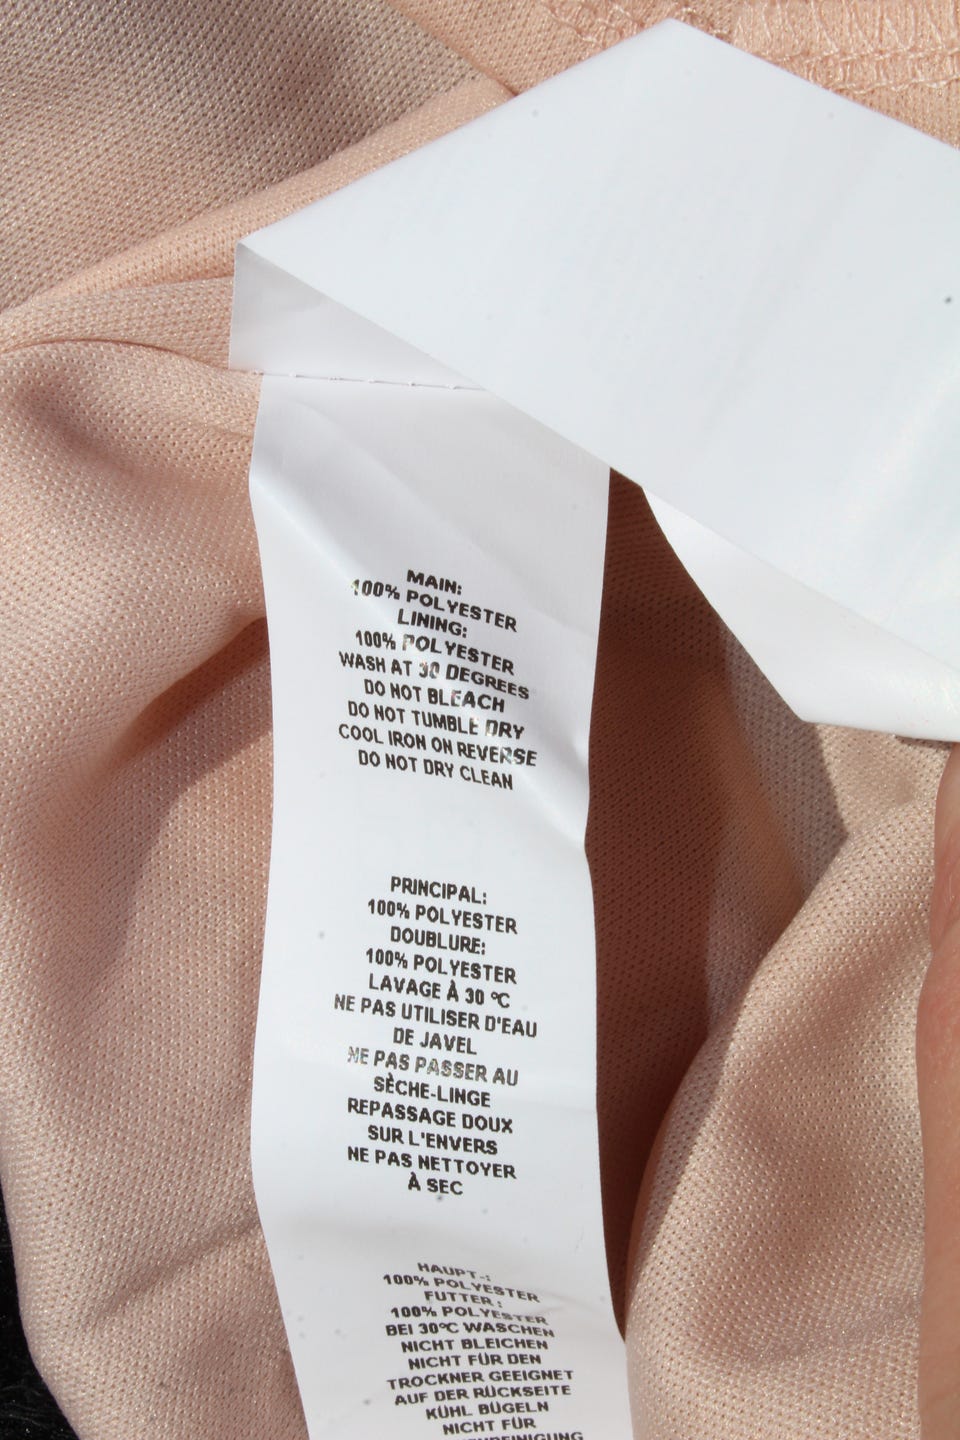 MAIN:
100% POLYESTER
LINING:
100% POLYESTER
WASH AT 30 DEGREES
DO NOT BLEACH
DO NOT TUMBLE DRY
COOL IRON ON REVERSE
DO NOT DRY CLEAN
PRINCIPAL:
100% POLYESTER
DOUBLURE:
100% POLYESTER
LAVAGE À 30 °C
NE PAS UTILISER D'EAU
DE JAVEL
NE PAS PASSER AU
SÈCHE-LINGE
REPASSAGE DOUX
SUR L'ENVERS
NE PAS NETTOYER
À SEC
HAUPT-:
100% POLYESTER
FUTTER :
100% POLYESTER
BEI 30°C WASCHEN
NICHT BLEICHEN
NICHT FÜR DEN
TROCKNER GEEIGNET
AUF DER RÜCKSEITE
KÜHL BÜGELN
NICHT FÜR